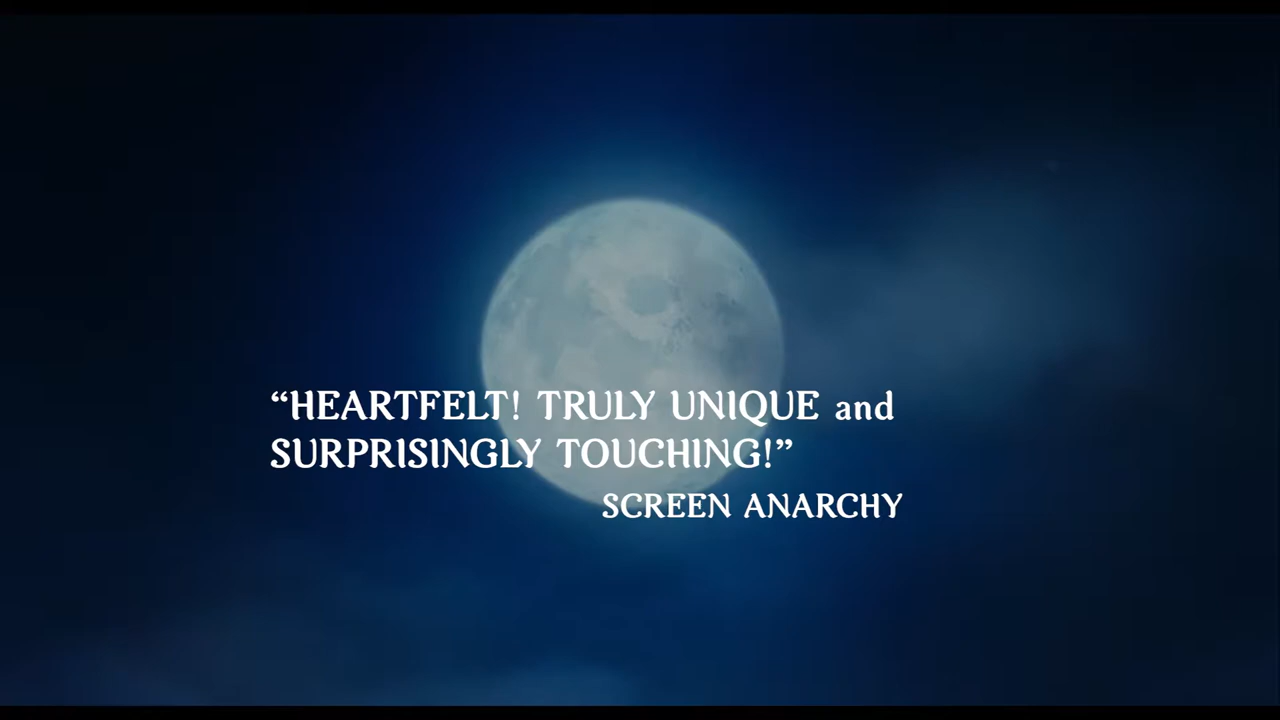 “HEARTFELT! TRULY UNIQUE and
SURPRISINGLY TOUCHING!”
SCREEN ANARCHY